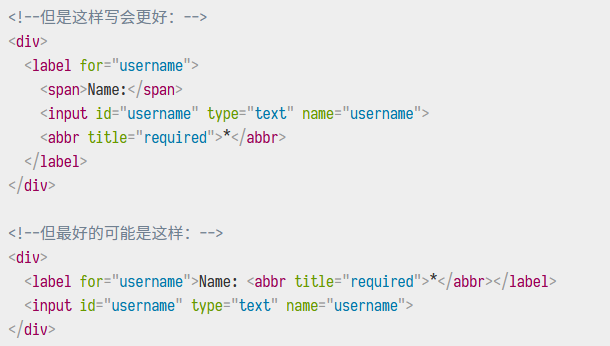 <!--但是这样写会更好：-->
<div>
  <label for="username">
    <span>Name:</span>
    <input id="username" type="text" name="username">
    <abbr title="required">*</abbr>
  </label>
</div>

<!--但最好的可能是这样：-->
<div>
  <label for="username">Name: <abbr title="required">*</abbr></label>
  <input id="username" type="text" name="username">
</div>